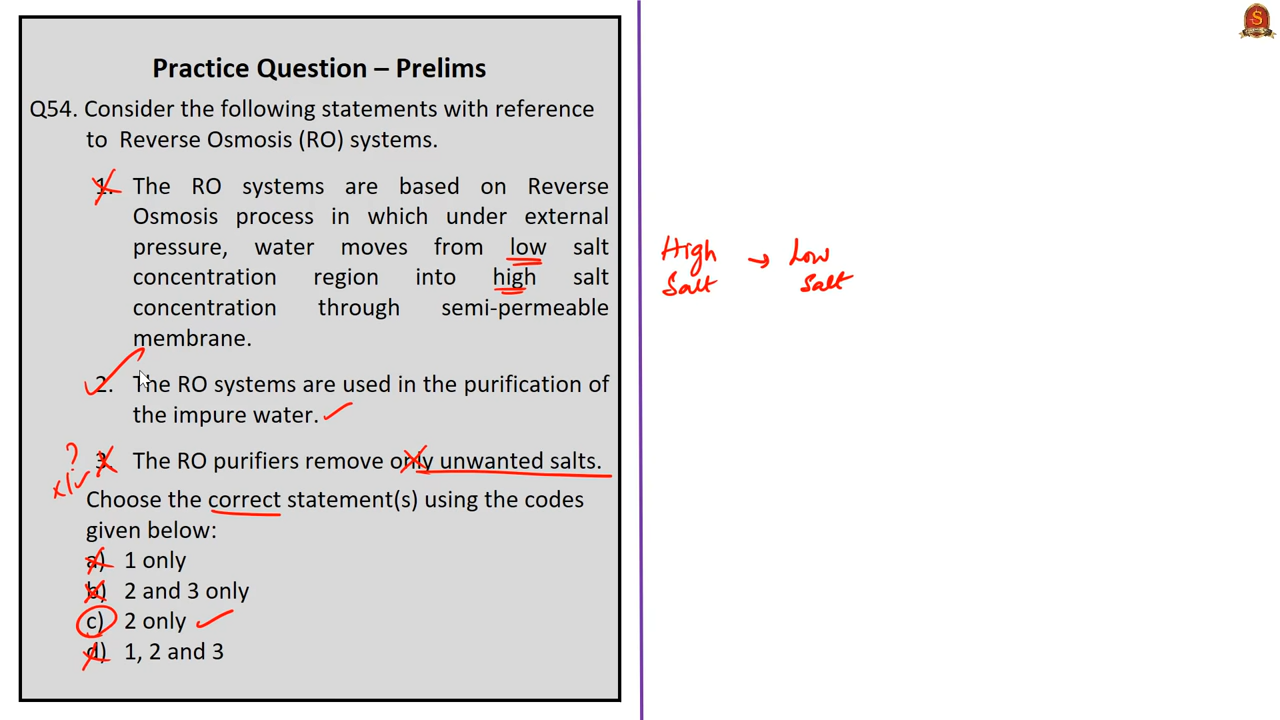 Practice Question – Prelims
Q54. Consider the following statements with reference
to Reverse Osmosis (RO) systems.
1. The RO systems are based on Reverse
Osmosis process in which under external
pressure, water moves from low salt
concentration region into high salt
concentration through semi-permeable
membrane.
2. The RO systems are used in the purification of
the impure water.
3. The RO purifiers remove only unwanted salts.
Choose the correct statement(s) using the codes
given below:
a) 1 only
b) 2 and 3 only
c) 2 only
d) 1, 2 and 3
?
x/✓
High → Low
Salt Salt
S